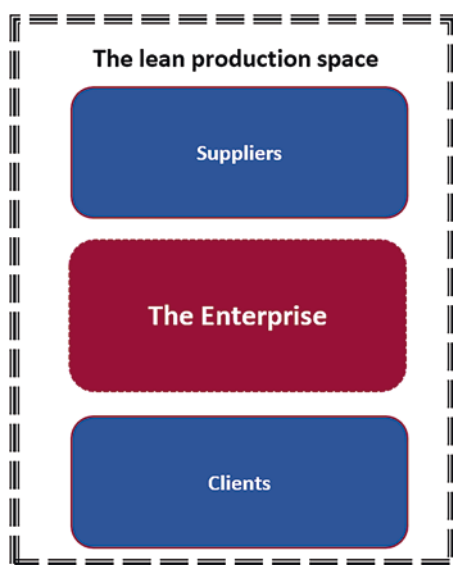 The lean production space
Suppliers
The Enterprise
Clients